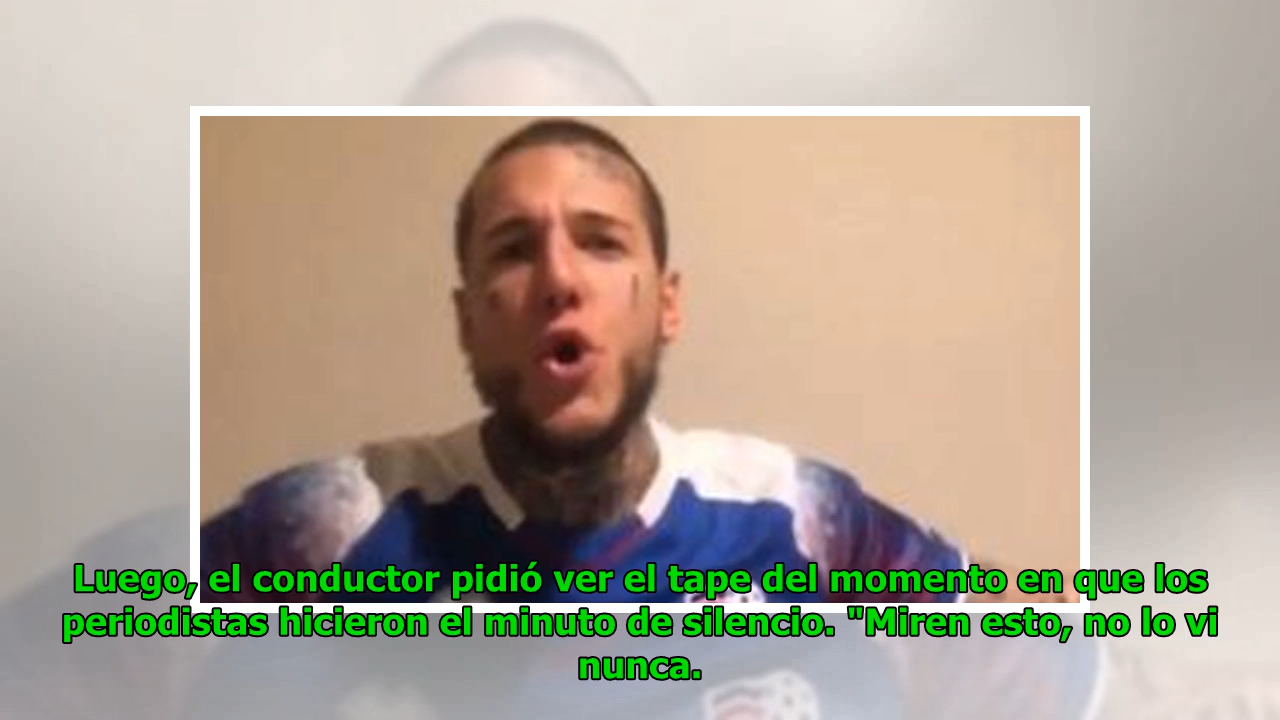 Luego, el conductor pidió ver el tape del momento en que los
periodistas hicieron el minuto de silencio. "Miren esto, no lo vi
nunca.